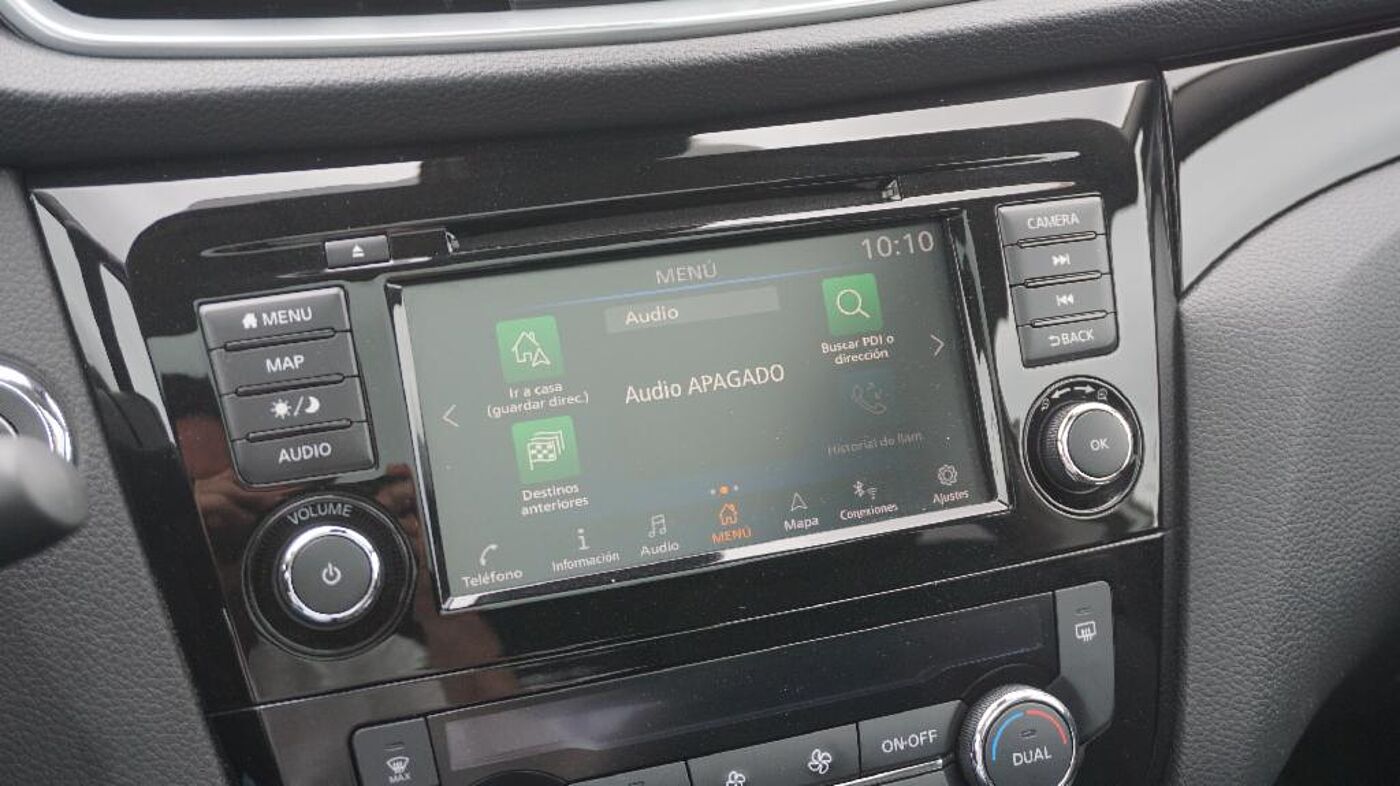 MENÚ
10:10
MENU
MAP
AUDIO
VOLUME
Audio
Audio APAGADO
Ir a casa
(guardar direc.)
Destinos
anteriores
Buscar PDI o
dirección
Historial de llam
Teléfono
Información
Audio
MENÚ
Mapa
Conexiones
Ajustes
CAMERA
BACK
OK
MAX
ON·OFF
DUAL